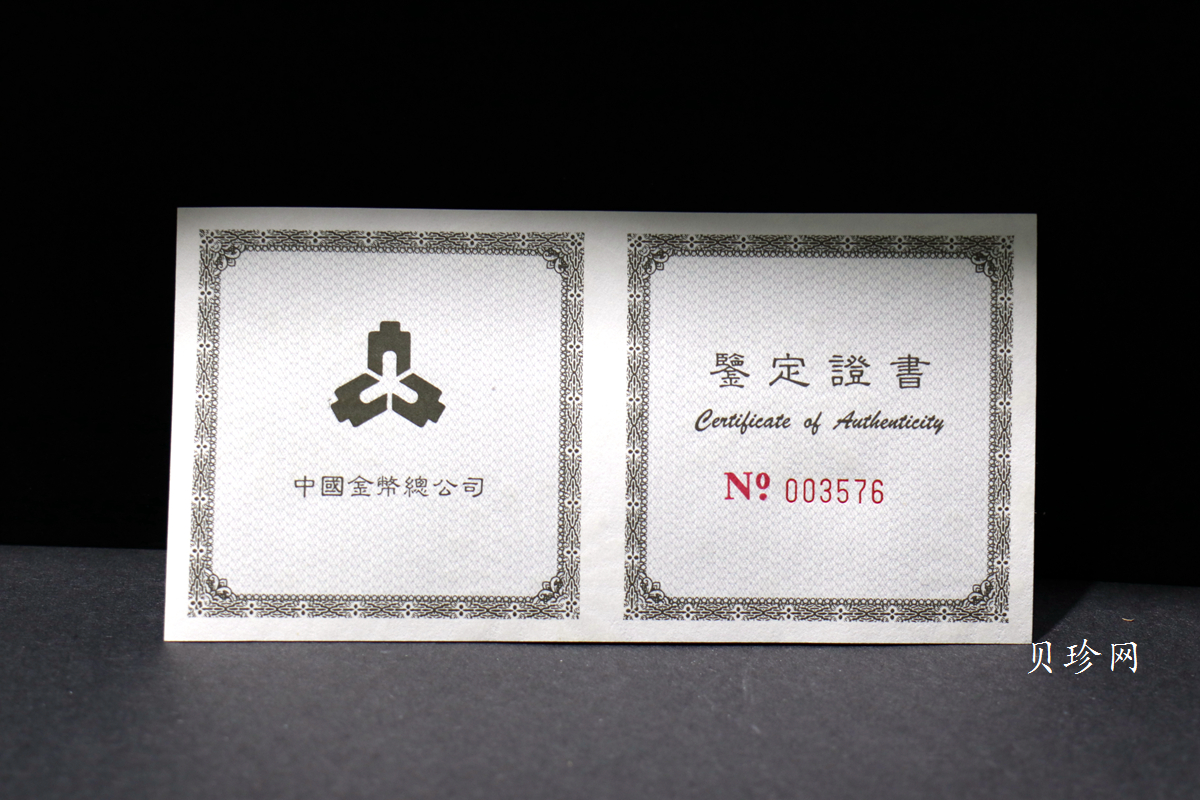 中國金幣總公司
鑒定證書
Certificate of Authenticity
Nº 003576
贝珍网